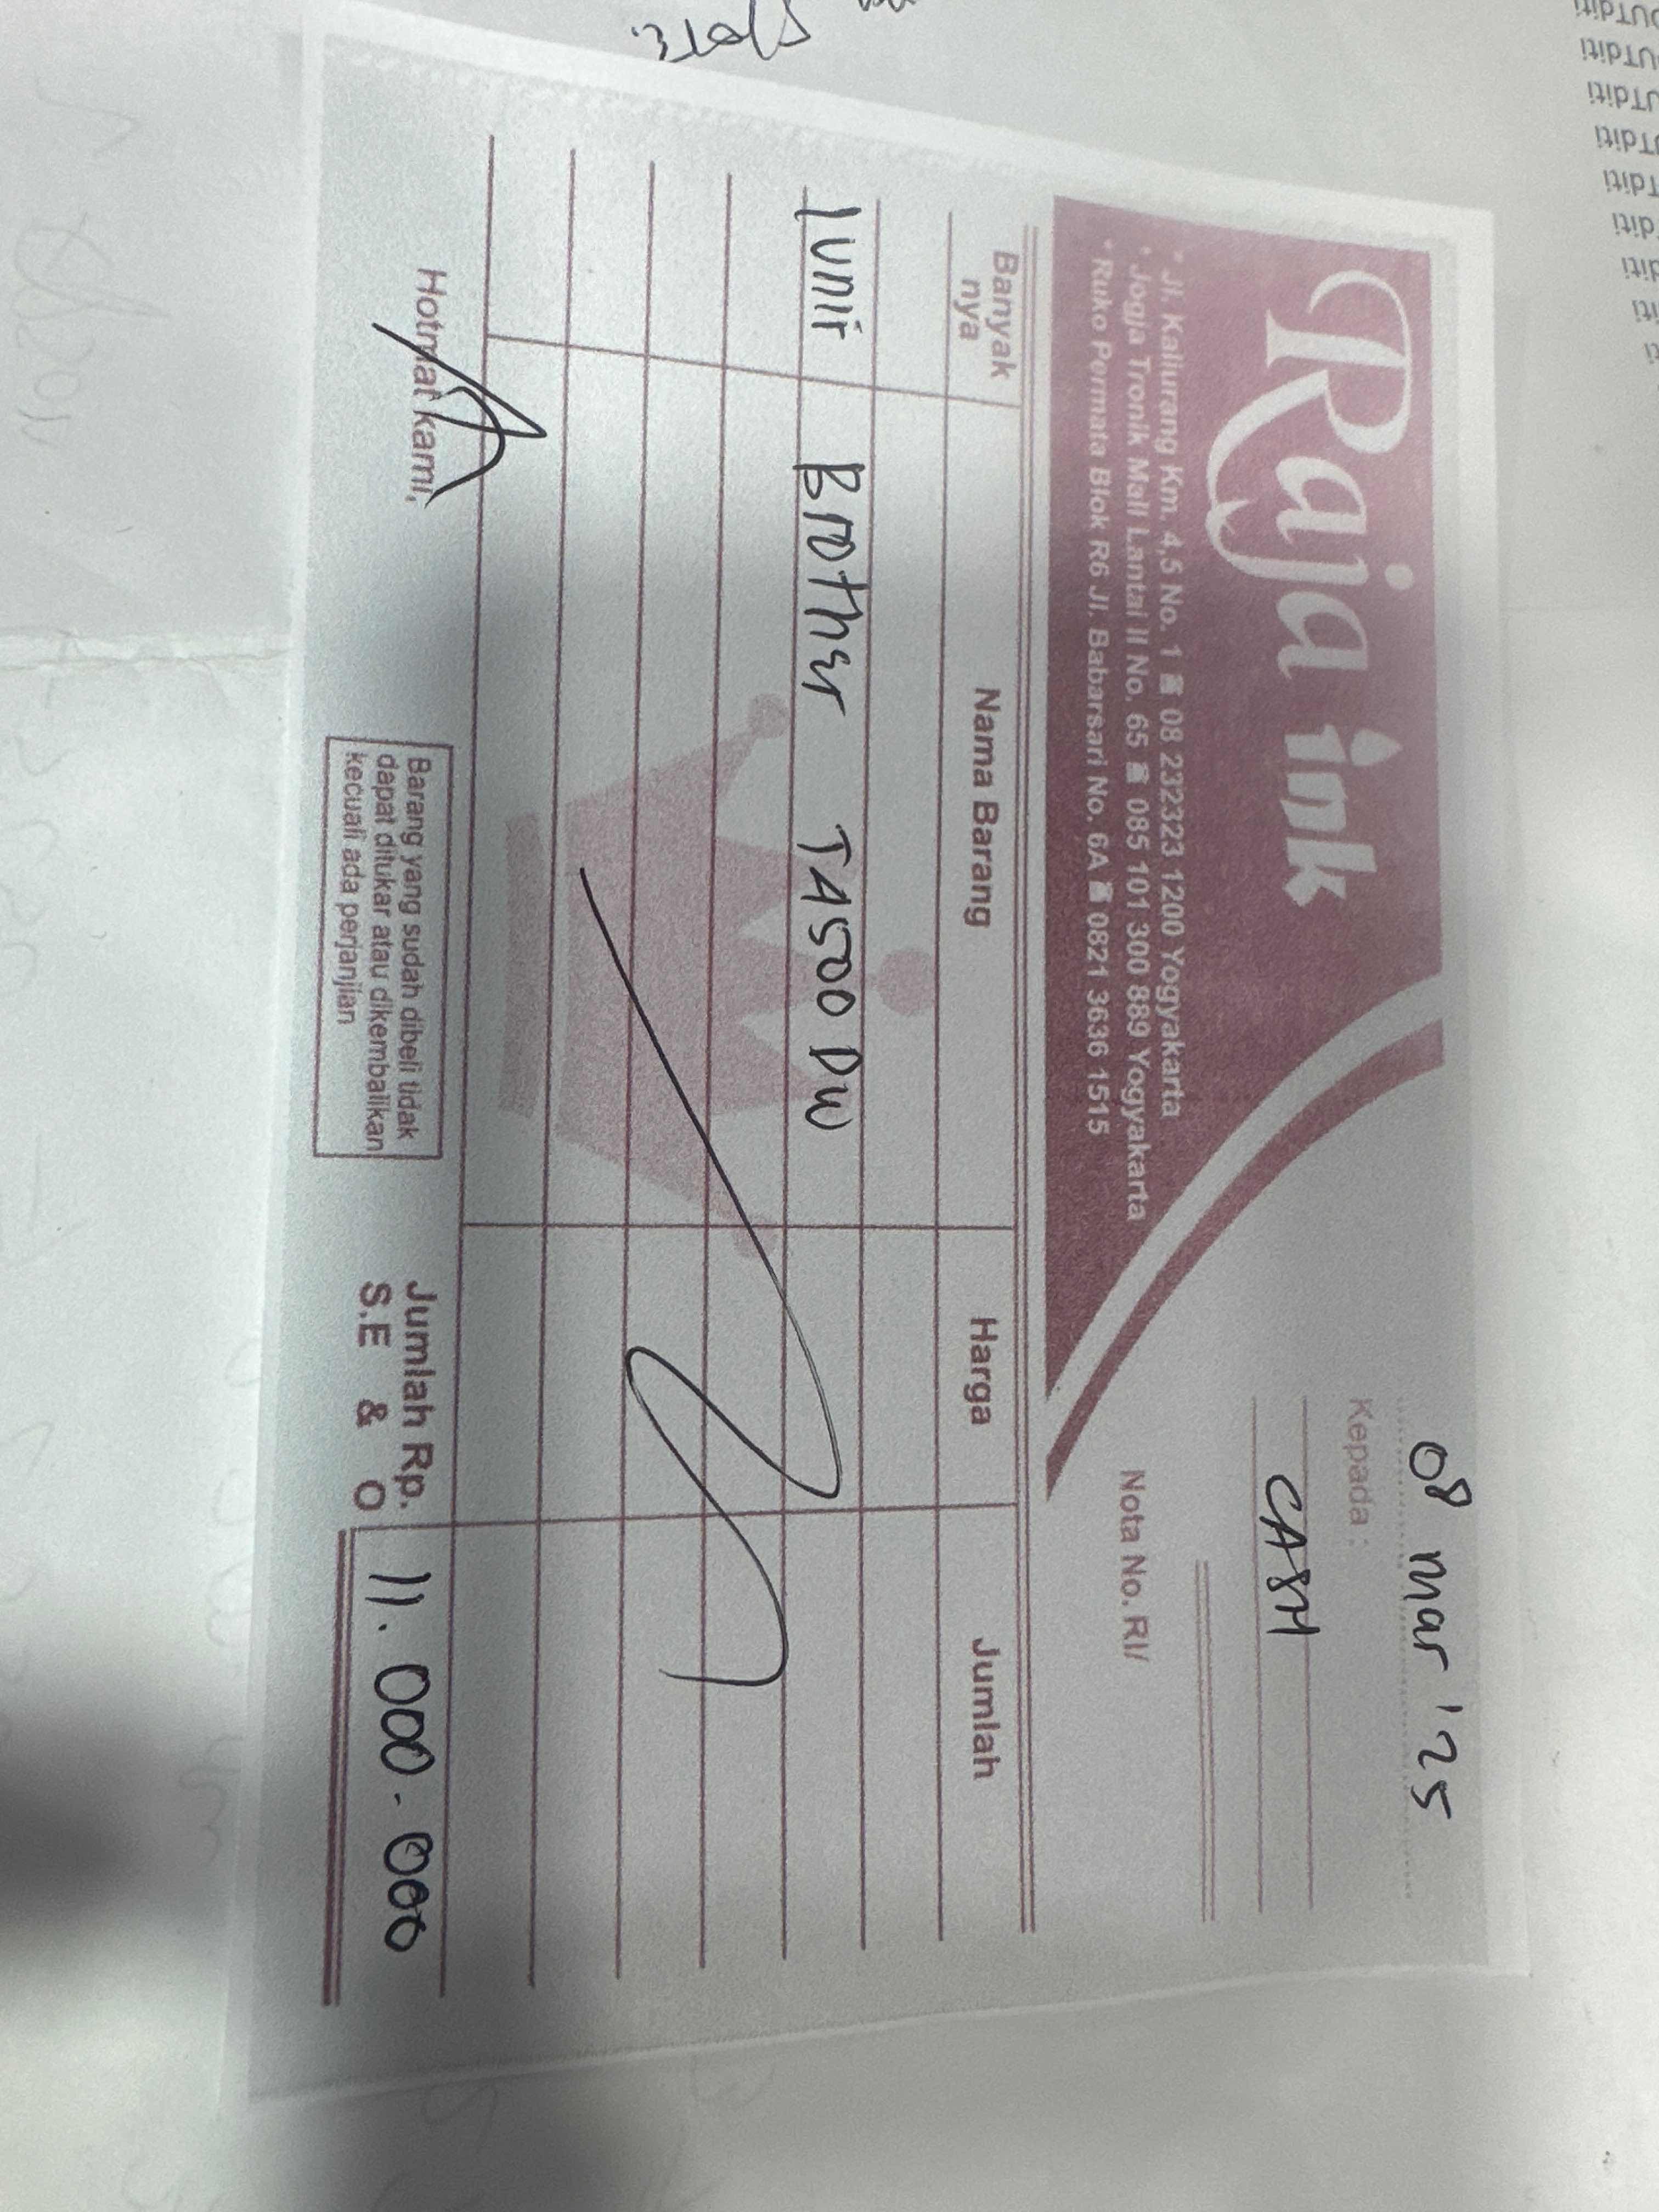 Raja ink
* Jl. Kaliurang Km. 4,5 No. 1 ☎ 08 232323 1200 Yogyakarta
* Jogja Tronik Mall Lantai II No. 65 ☎ 085 101 300 889 Yogyakarta
* Ruko Permata Blok R6 Jl. Babarsari No. 6A ☎ 0821 3636 1515
08 mar '25
Kepada :
CASH
Nota No. RI/
Banyak nya Nama Barang Harga Jumlah
1 unit Brother T4500 DW
Hotmat kami,
Barang yang sudah dibeli tidak
dapat ditukar atau dikembalikan
kecuali ada perjanjian
Jumlah Rp. 11.000-000
S.E & O